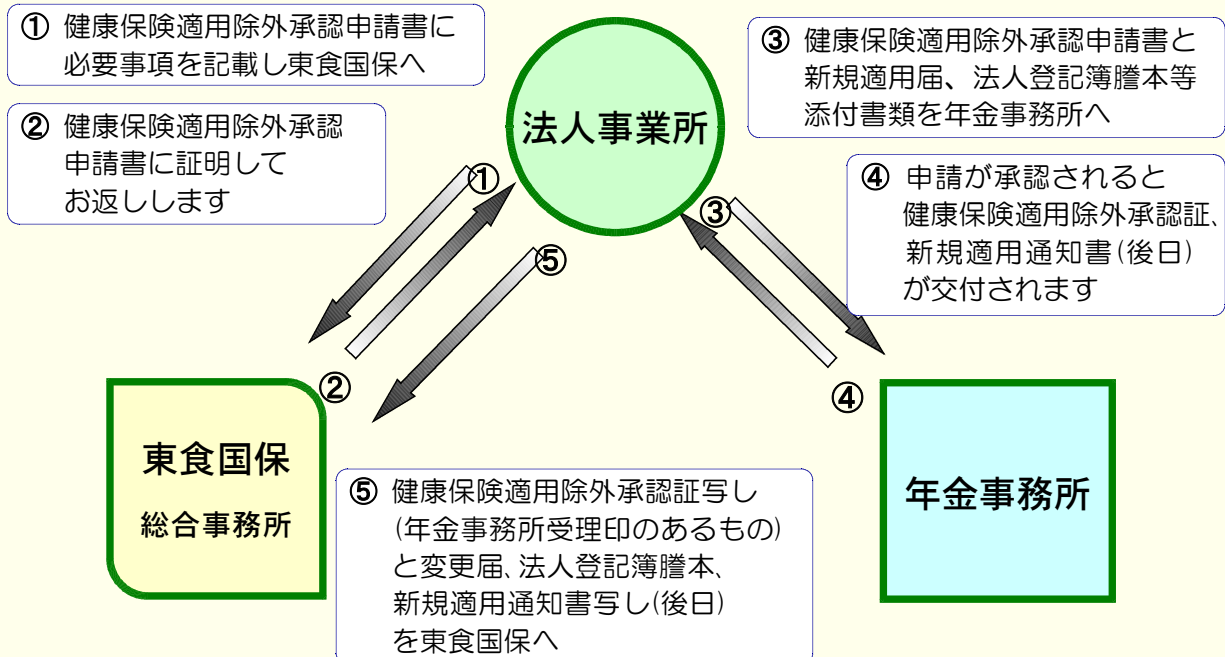 ① 健康保険適用除外承認申請書に
必要事項を記載し東食国保へ
② 健康保険適用除外承認
申請書に証明して
お返しします
法人事業所
③ 健康保険適用除外承認申請書と
新規適用届、法人登記簿謄本等
添付書類を年金事務所へ
④ 申請が承認されると
健康保険適用除外承認証、
新規適用通知書(後日)
が交付されます
①
③
⑤
②
④
東食国保
総合事務所
⑤ 健康保険適用除外承認証写し
(年金事務所受理印のあるもの)
と変更届、法人登記簿謄本、
新規適用通知書写し(後日)
を東食国保へ
年金事務所